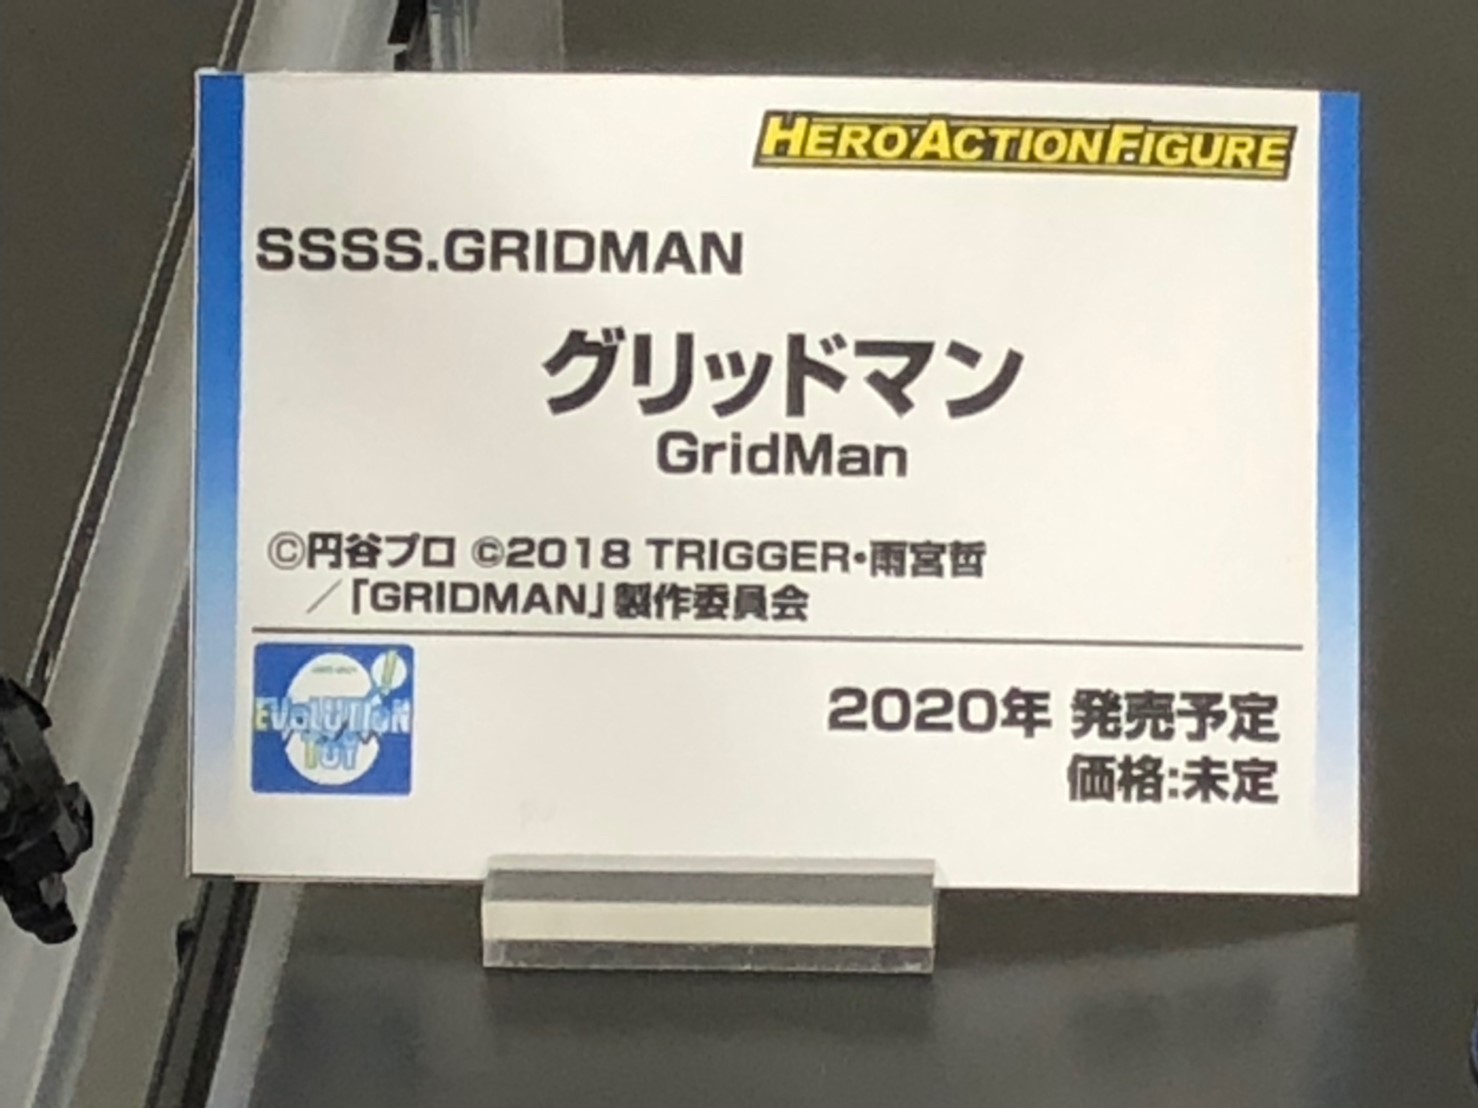 HERO ACTION FIGURE
SSSS.GRIDMAN
グリッドマン
GridMan
©円谷プロ ©2018 TRIGGER・雨宮哲
／「GRIDMAN」製作委員会
EVOLUTION
TOY
2020年 発売予定
価格:未定